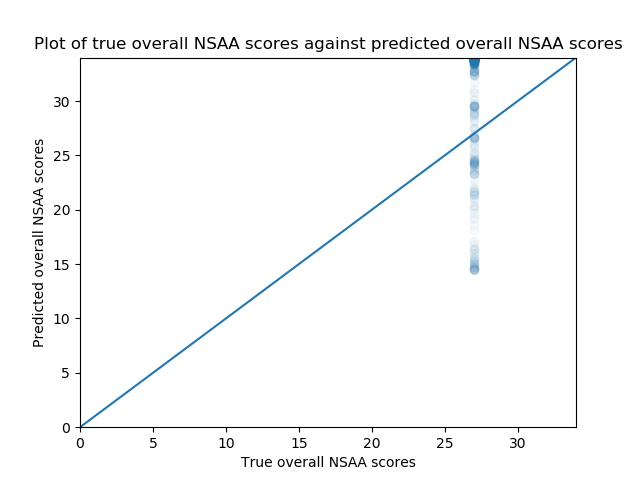 Plot of true overall NSAA scores against predicted overall NSAA scores
30
25
20
15
10
5
0
Predicted overall NSAA scores
0 5 10 15 20 25 30
True overall NSAA scores